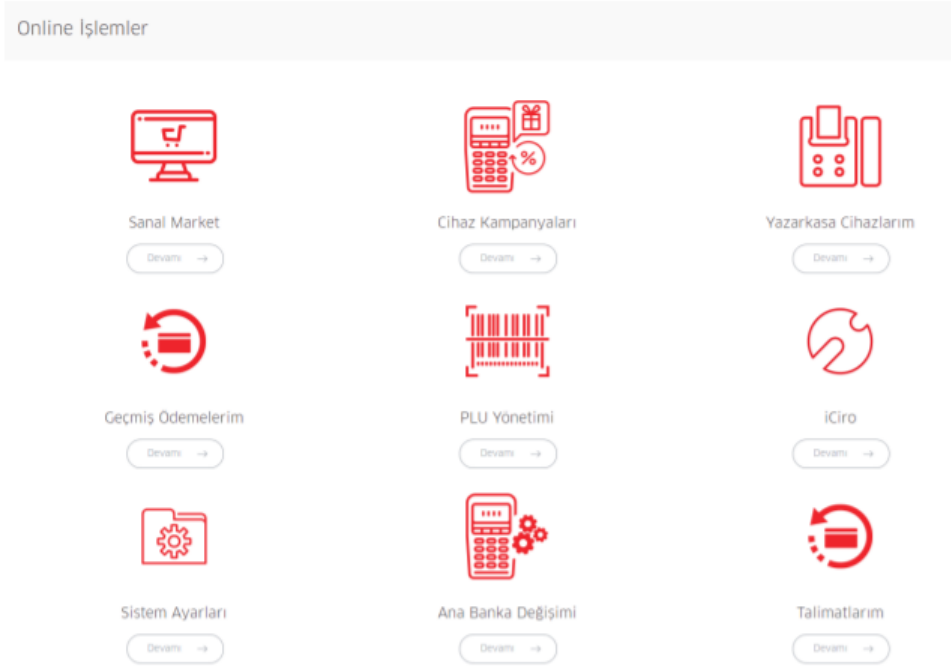 Online İşlemler
Sanal Market
Cihaz Kampanyaları
Yazarkasa Cihazlarım
Devamı →
Devamı →
Devamı →
Geçmiş Ödemelerim
PLU Yönetimi
iCiro
Devamı →
Devamı →
Devamı →
Sistem Ayarları
Ana Banka Değişimi
Talimatlarım
Devamı →
Devamı →
Devamı →